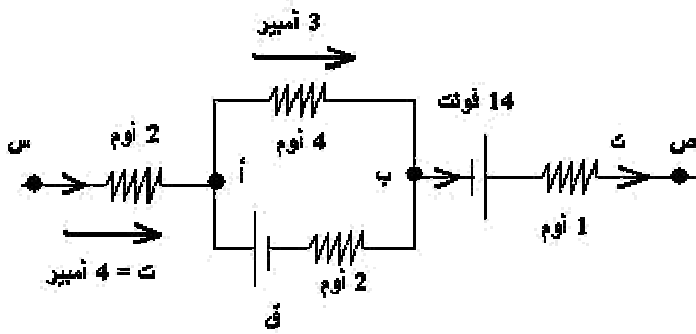 3 أمبير
14 فولت
س
2 أوم
4 أوم
أ
ب
ت
ص
1 أوم
ت = 4 أمبير
2 أوم
ق